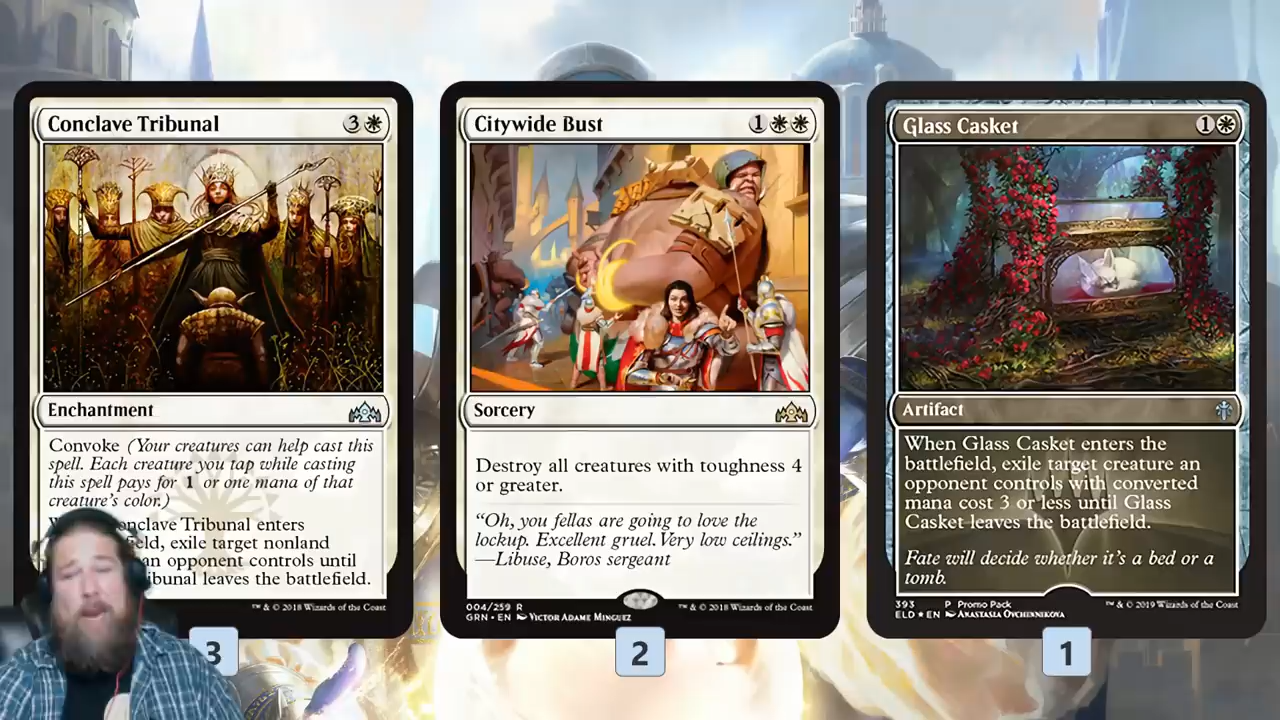 Conclave Tribunal
3
Enchantment
Convoke (Your creatures can help cast this
spell. Each creature you tap while casting
this spell pays for 1 or one mana of that
creature's color.)
onclave Tribunal enters
ield, exile target nonland
an opponent controls until
ibunal leaves the battlefield.
™ & © 2018 Wizards of the Coast
3
Citywide Bust
1
Sorcery
Destroy all creatures with toughness 4
or greater.
"Oh, you fellas are going to love the
lockup. Excellent gruel. Very low ceilings."
—Libuse, Boros sergeant
004/259 R
GRN • EN Victor Adame Minguez
™ & © 2018 Wizards of the Coast
2
Glass Casket
1
Artifact
When Glass Casket enters the
battlefield, exile target creature an
opponent controls with converted
mana cost 3 or less until Glass
Casket leaves the battlefield.
Fate will decide whether it's a bed or a
tomb.
393 P Promo Pack
ELD ★ EN Anastasia Ovchinnikova
™ & © 2019 Wizards of the Coast
1